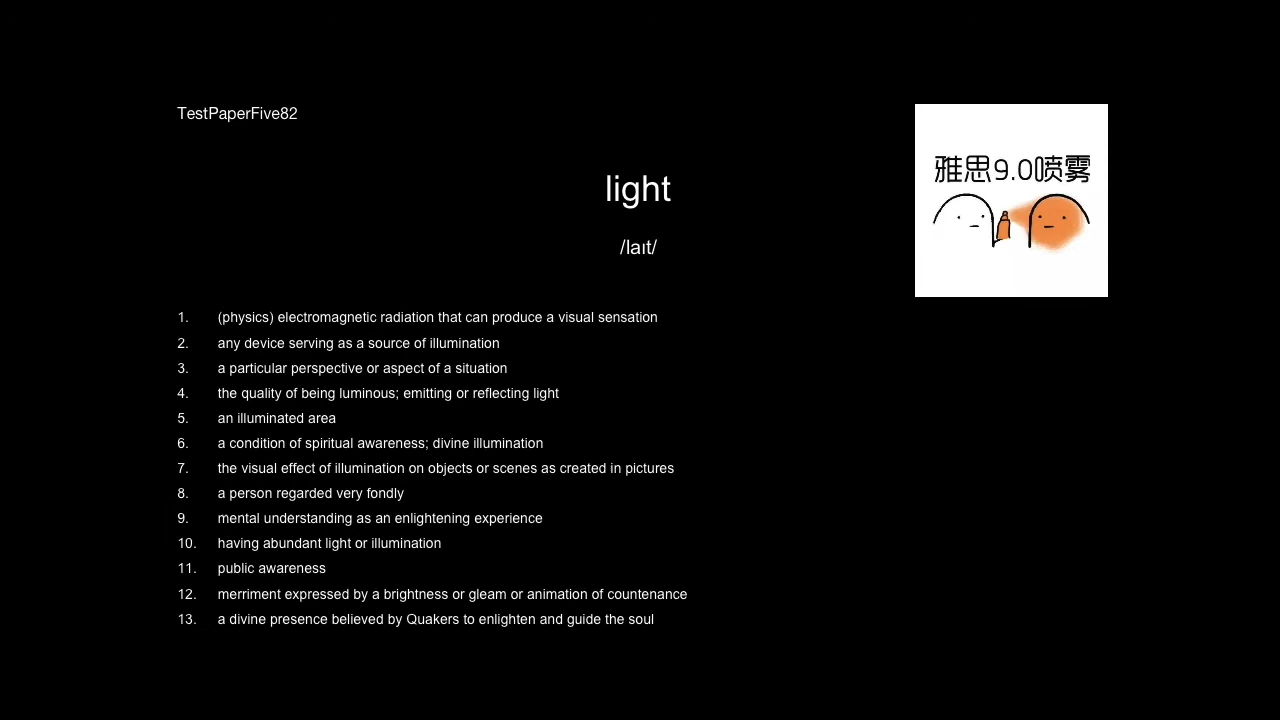 TestPaperFive82
雅思9.0喷雾
light
/laɪt/
1. (physics) electromagnetic radiation that can produce a visual sensation
2. any device serving as a source of illumination
3. a particular perspective or aspect of a situation
4. the quality of being luminous; emitting or reflecting light
5. an illuminated area
6. a condition of spiritual awareness; divine illumination
7. the visual effect of illumination on objects or scenes as created in pictures
8. a person regarded very fondly
9. mental understanding as an enlightening experience
10. having abundant light or illumination
11. public awareness
12. merriment expressed by a brightness or gleam or animation of countenance
13. a divine presence believed by Quakers to enlighten and guide the soul